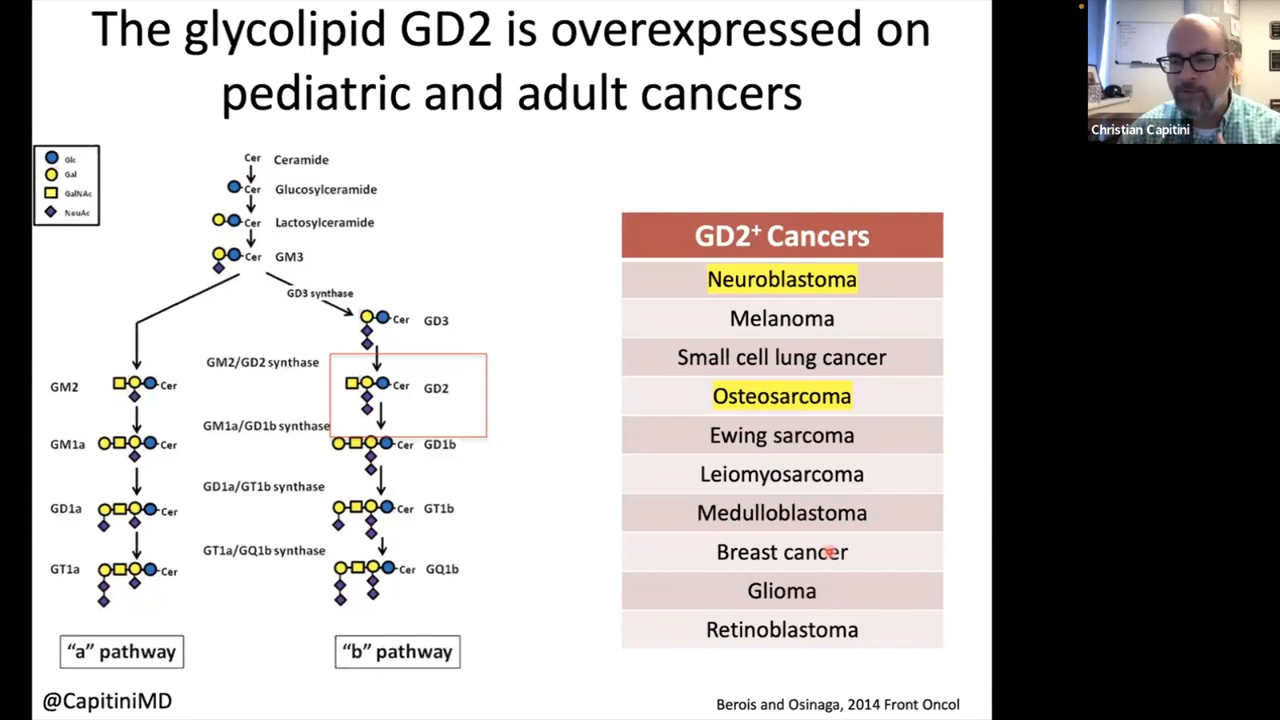 The glycolipid GD2 is overexpressed on
pediatric and adult cancers
Christian Capitini
Glc
Gal
GalNAc
NeuAc
Cer Ceramide
Cer Glucosylceramide
Cer Lactosylceramide
Cer GM3
GD3 synthase
Cer GD3
GM2/GD2 synthase
GM2 Cer
Cer GD2
GM1a/GD1b synthase
GM1a Cer
Cer GD1b
GD1a/GT1b synthase
GD1a Cer
Cer GT1b
GT1a/GQ1b synthase
GT1a Cer
Cer GQ1b
"a" pathway
"b" pathway
GD2+ Cancers
Neuroblastoma
Melanoma
Small cell lung cancer
Osteosarcoma
Ewing sarcoma
Leiomyosarcoma
Medulloblastoma
Breast cancer
Glioma
Retinoblastoma
@CapitiniMD
Berois and Osinaga, 2014 Front Oncol